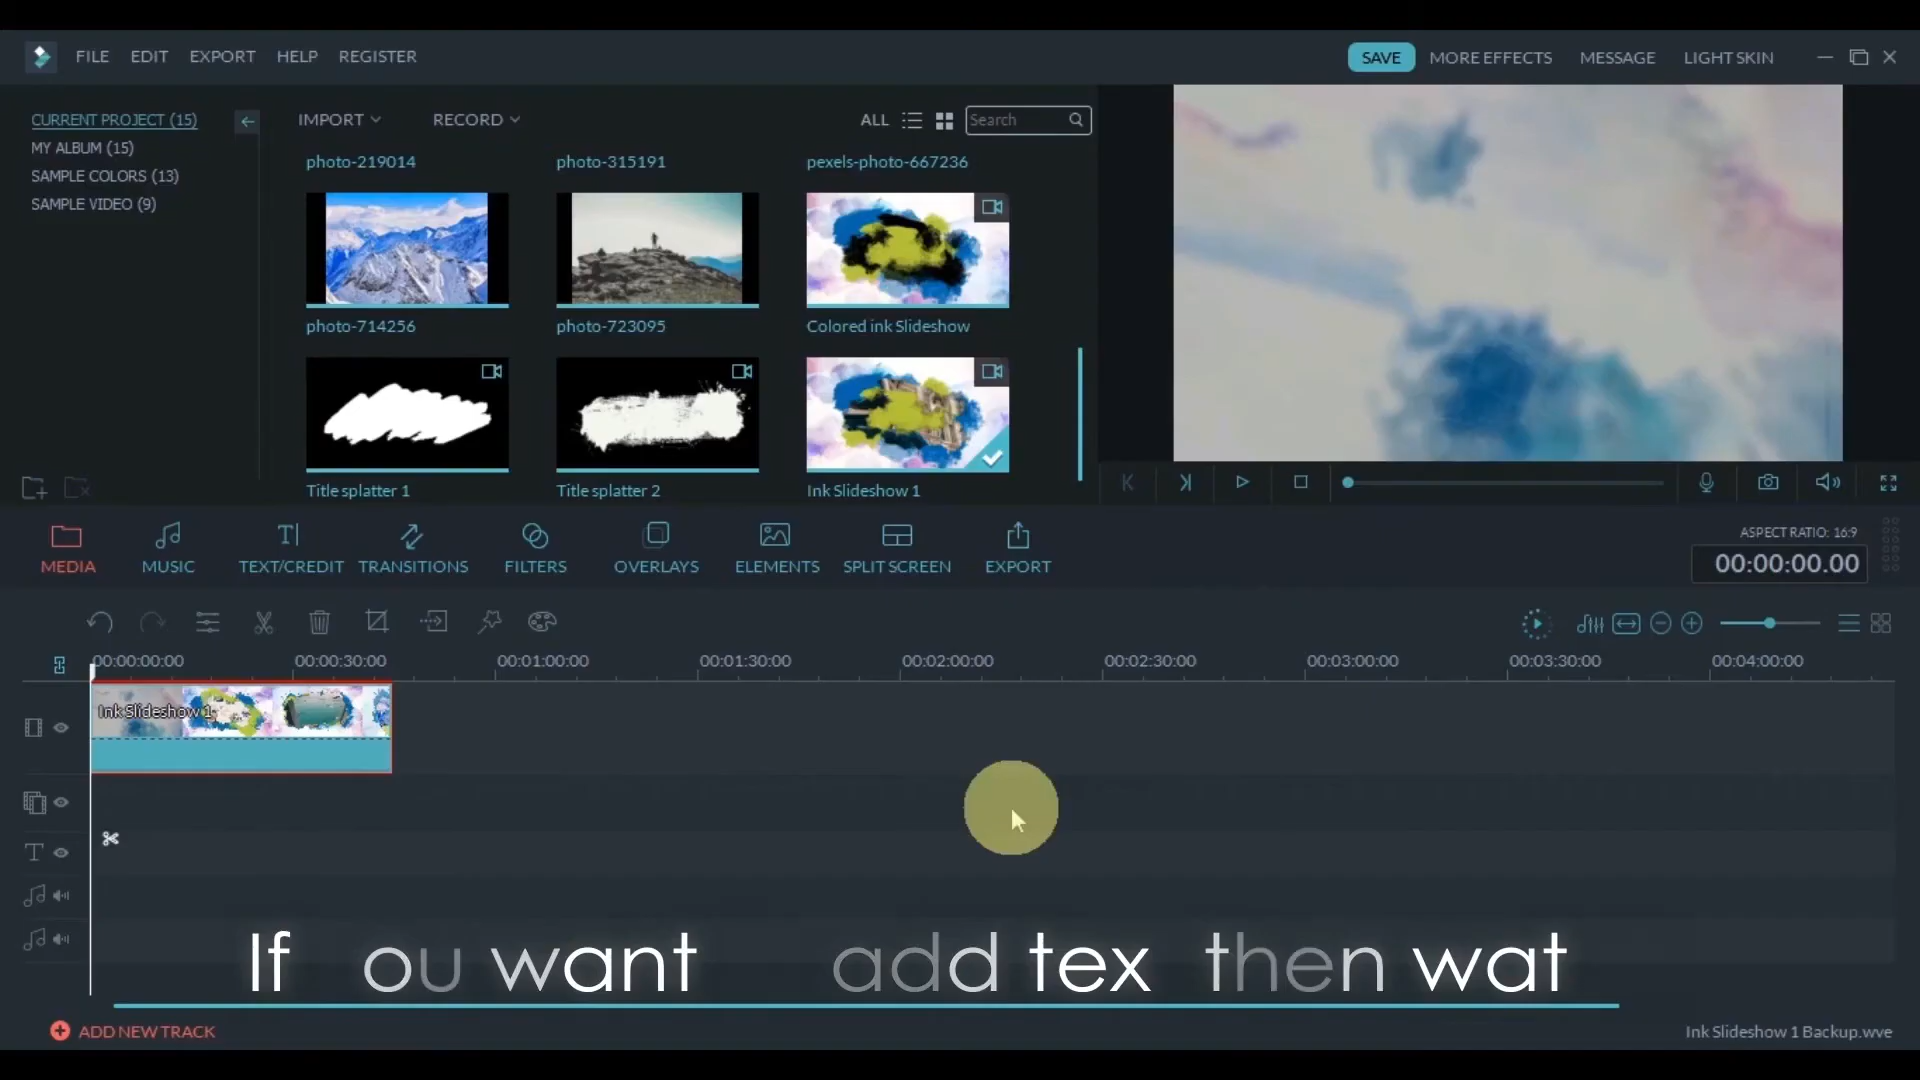 FILE EDIT EXPORT HELP REGISTER
SAVE MORE EFFECTS MESSAGE LIGHT SKIN
CURRENT PROJECT (15)
MY ALBUM (15)
SAMPLE COLORS (13)
SAMPLE VIDEO (9)
IMPORT RECORD ALL Search
photo-219014 photo-315191 pexels-photo-667236
photo-714256 photo-723095 Colored ink Slideshow
Title splatter 1 Title splatter 2 Ink Slideshow 1
MEDIA MUSIC TEXT/CREDIT TRANSITIONS FILTERS OVERLAYS ELEMENTS SPLIT SCREEN EXPORT
ASPECT RATIO: 16:9
00:00:00.00
00:00:00:00 00:00:30:00 00:01:00:00 00:01:30:00 00:02:00:00 00:02:30:00 00:03:00:00 00:03:30:00 00:04:00:00
Ink Slideshow 1
If ou want add tex then wat
ADD NEW TRACK
Ink Slideshow 1 Backup.wve